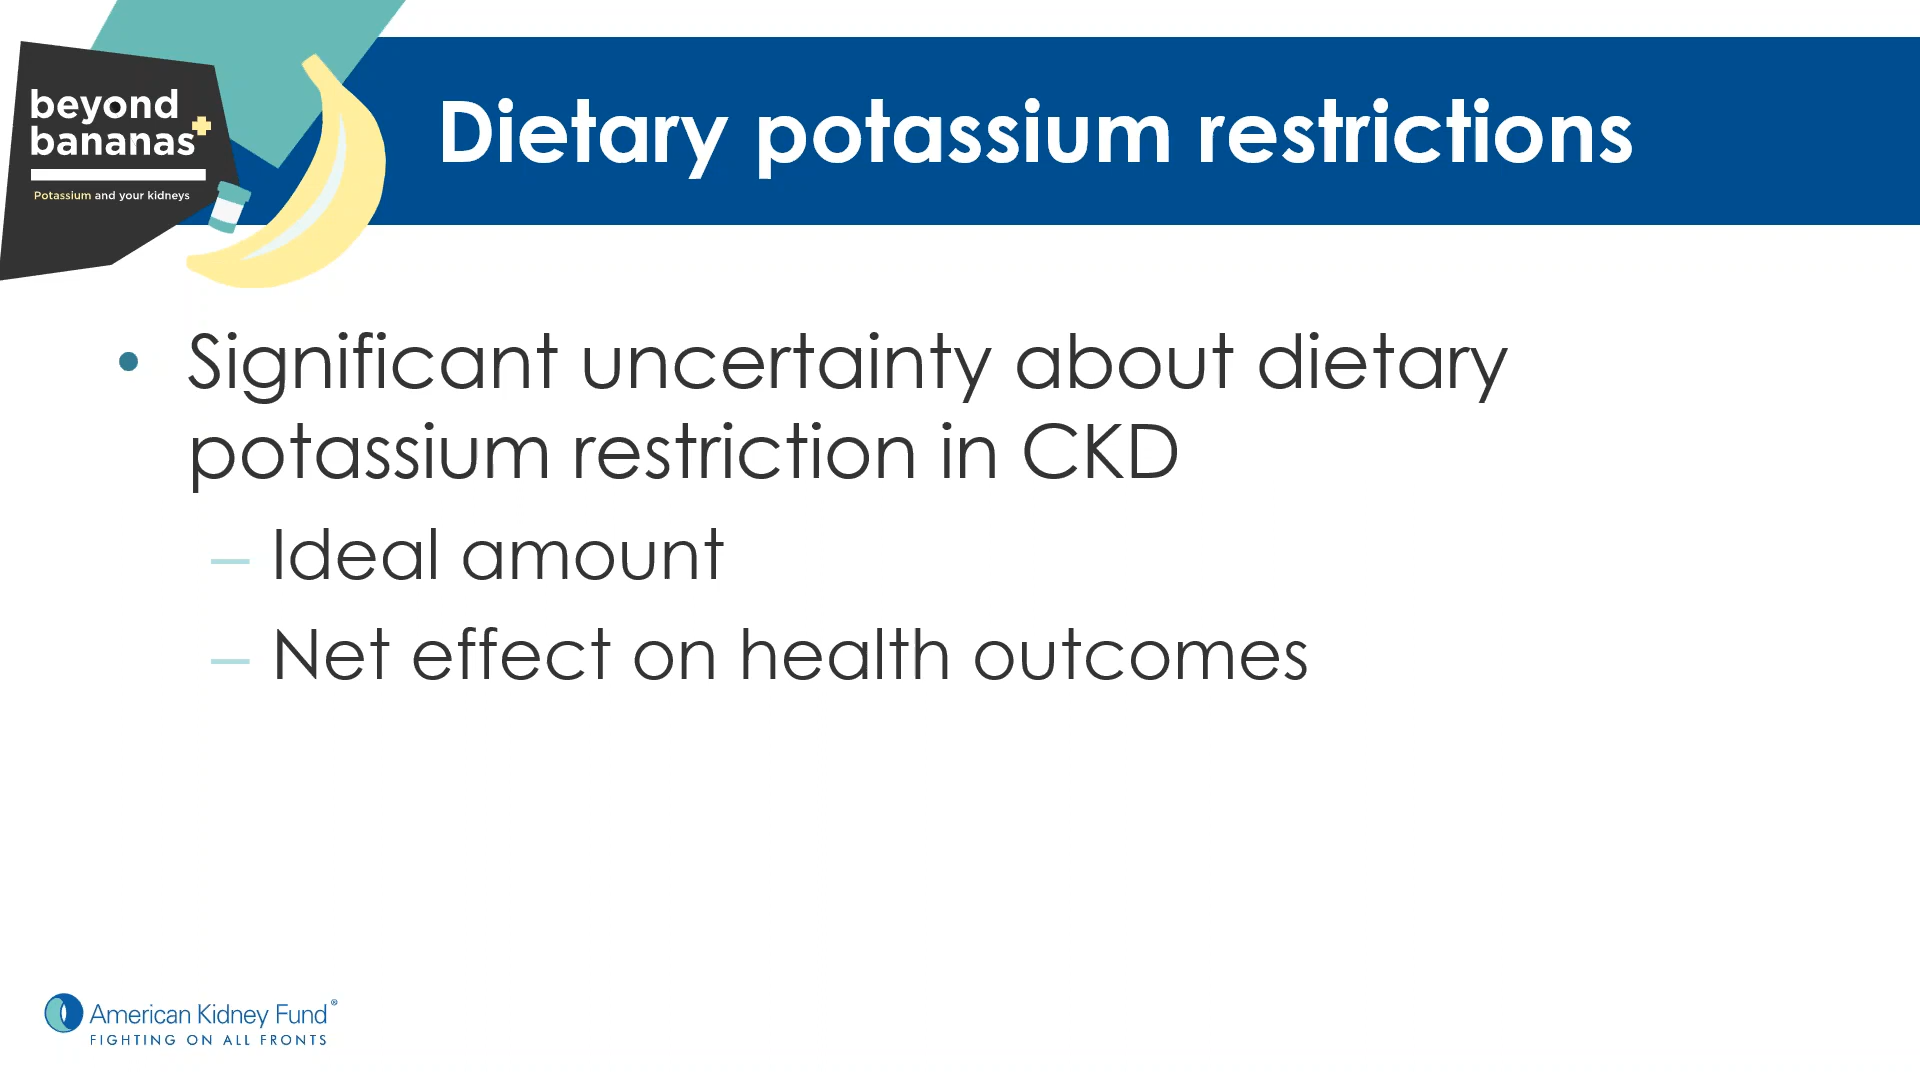 beyond
bananas+
Potassium and your kidneys
Dietary potassium restrictions
• Significant uncertainty about dietary
potassium restriction in CKD
– Ideal amount
– Net effect on health outcomes
American Kidney Fund®
FIGHTING ON ALL FRONTS